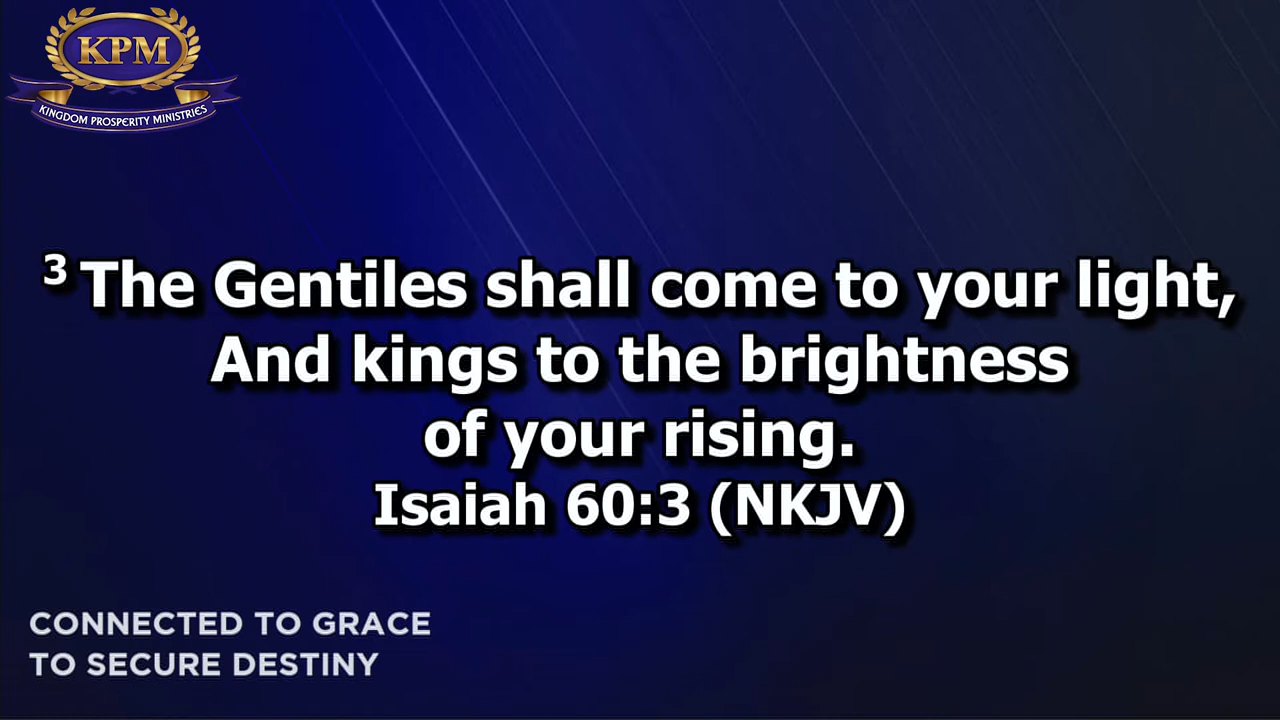 KPM
KINGDOM PROSPERITY MINISTRIES
³ The Gentiles shall come to your light,
And kings to the brightness
of your rising.
Isaiah 60:3 (NKJV)
CONNECTED TO GRACE
TO SECURE DESTINY